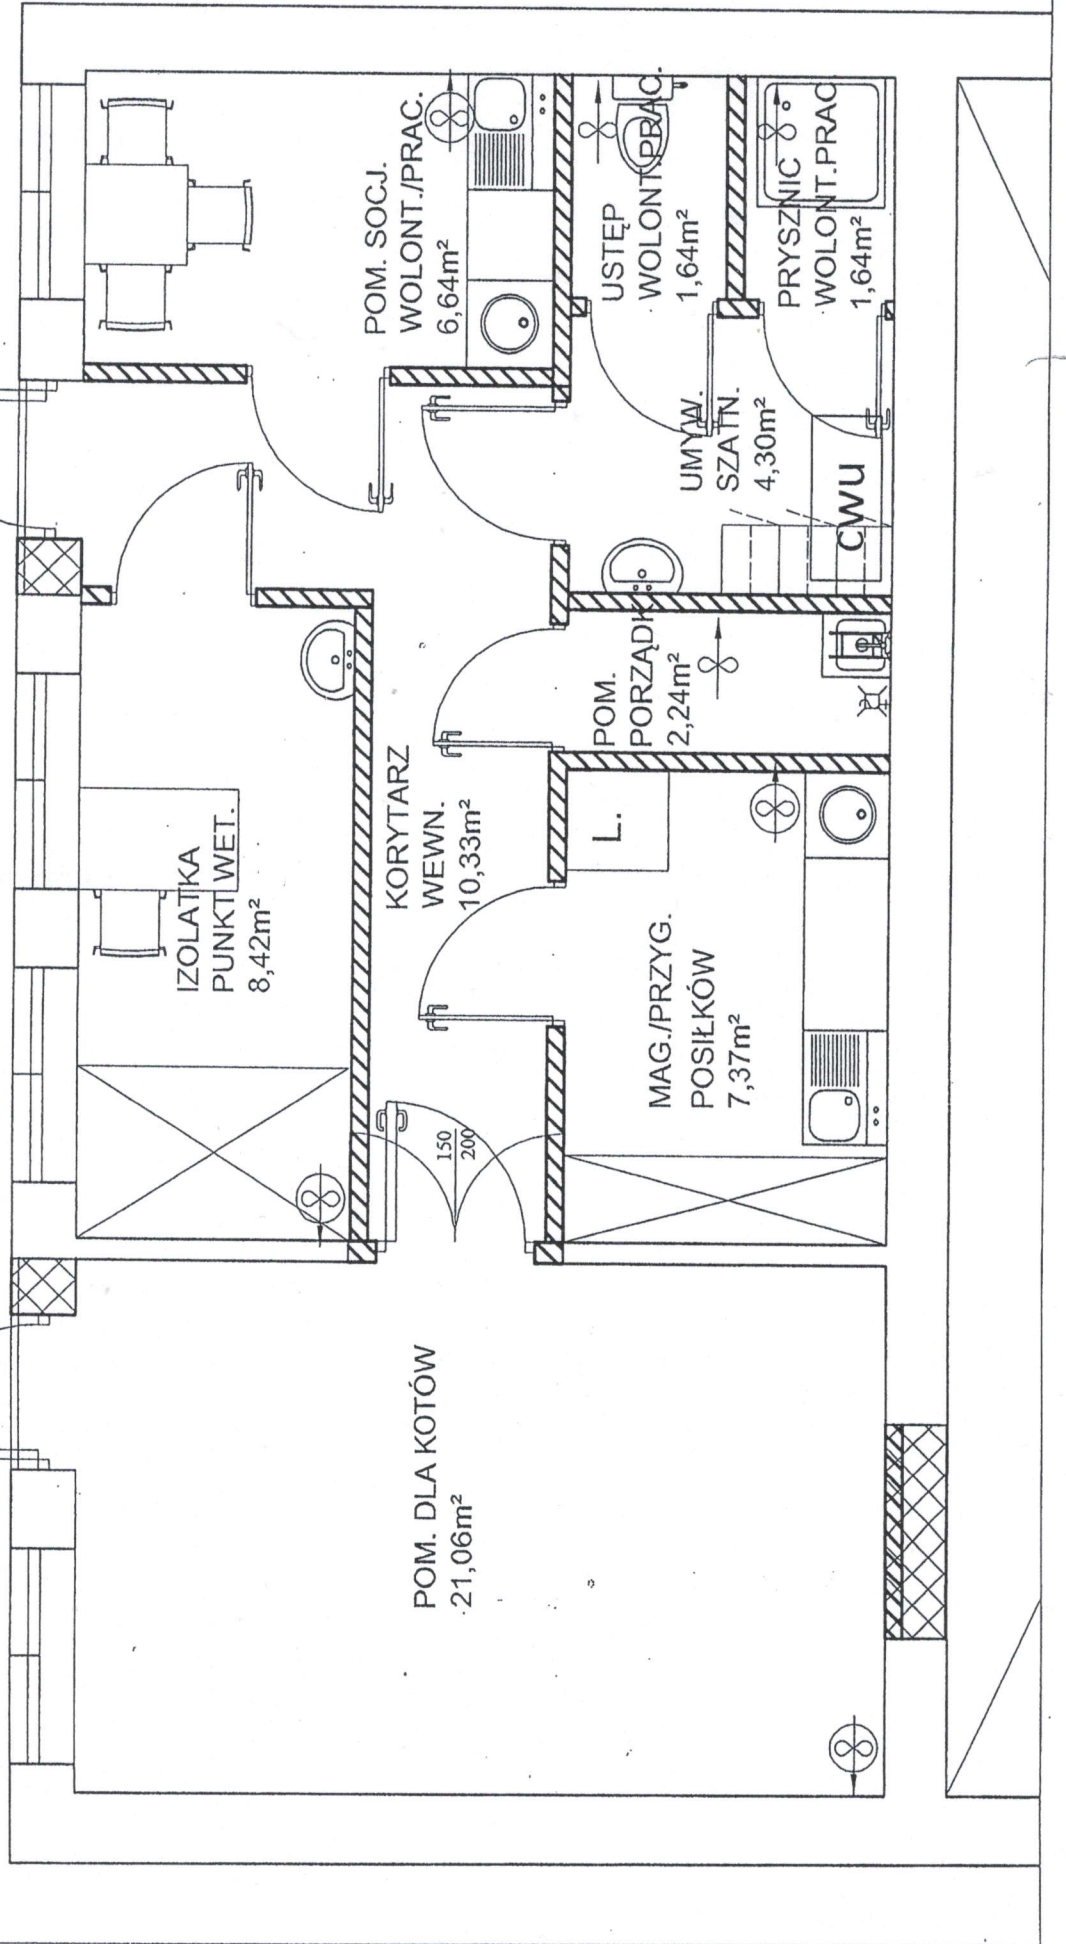 POM. DLA KOTÓW
21,06m²
IZOLATKA
PUNKT WET.
8,42m²
KORYTARZ
WEWN.
10,33m²
150
200
MAG./PRZYG.
POSIŁKÓW
7,37m²
L.
POM.
PORZĄDK
2,24m²
UMYW.
SZATN.
4,30m²
cwu
POM. SOCJ.
WOLONT./PRAC.
6,64m²
USTĘP
WOLONT.PRAC.
1,64m²
PRYSZNIC
WOLONT.PRAC
1,64m²